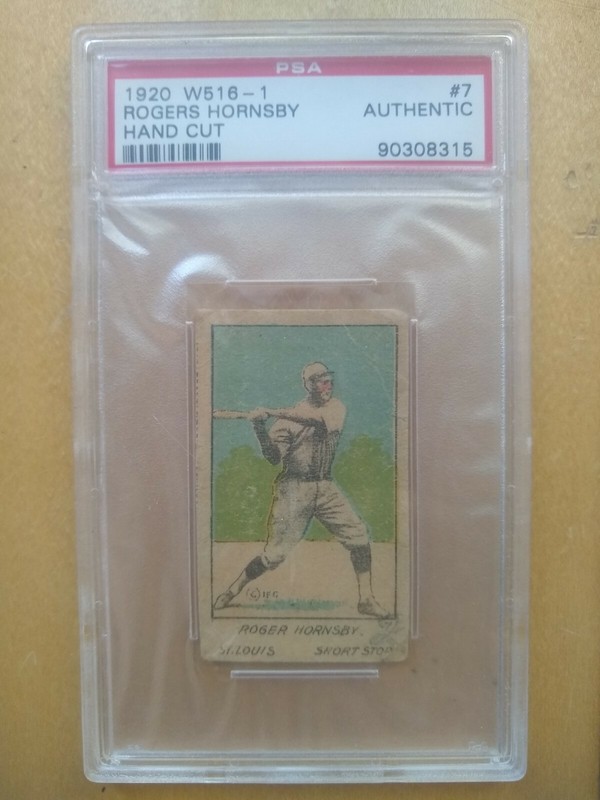 PSA
1920 W516-1 #7
ROGERS HORNSBY AUTHENTIC
HAND CUT
90308315
ROGER HORNSBY.
ST. LOUIS SHORT STOP